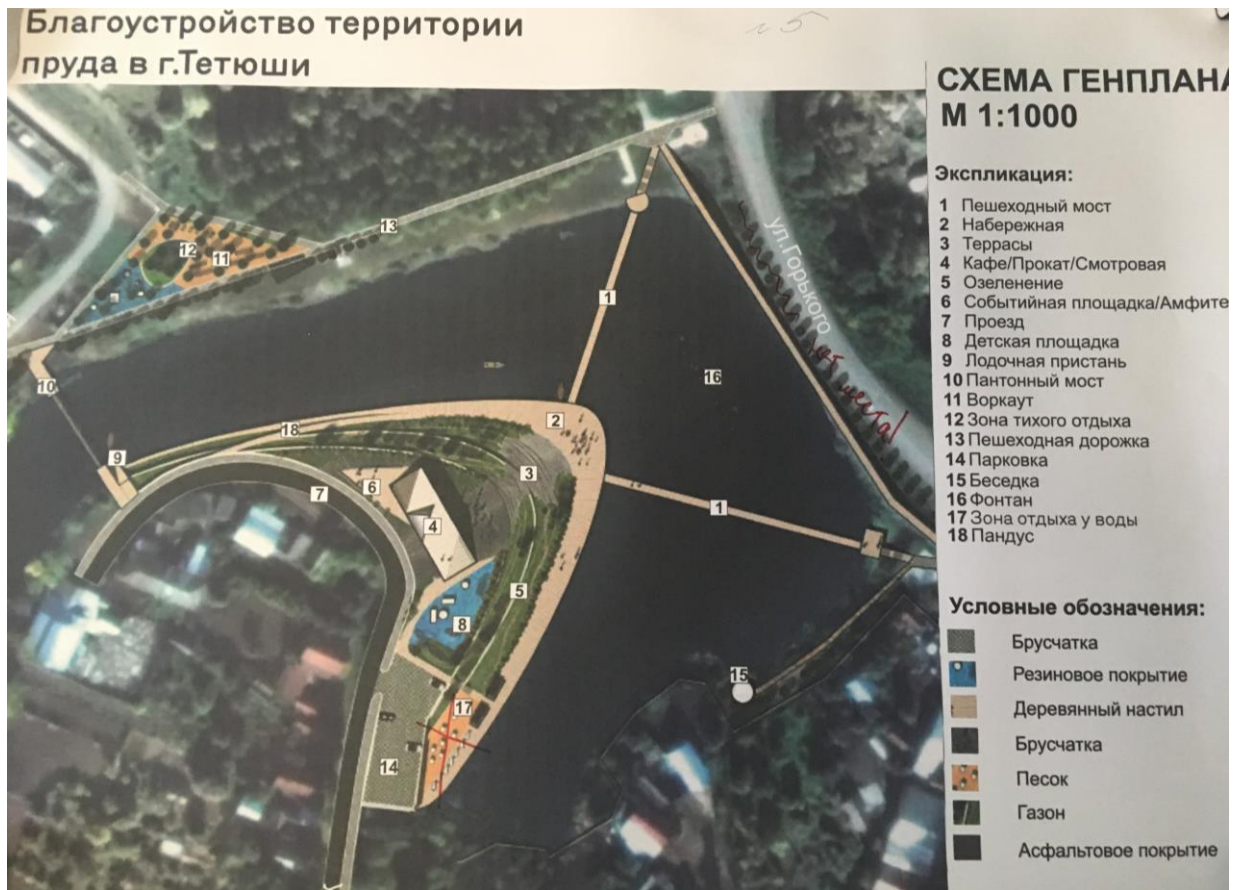 Благоустройство территории
пруда в г.Тетюши
№5
СХЕМА ГЕНПЛАНА
М 1:1000
Экспликация:
1 Пешеходный мост
2 Набережная
3 Террасы
4 Кафе/Прокат/Смотровая
5 Озеленение
6 Событийная площадка/Амфите
7 Проезд
8 Детская площадка
9 Лодочная пристань
10 Пантонный мост
11 Воркаут
12 Зона тихого отдыха
13 Пешеходная дорожка
14 Парковка
15 Беседка
16 Фонтан
17 Зона отдыха у воды
18 Пандус
Условные обозначения:
Брусчатка
Резиновое покрытие
Деревянный настил
Брусчатка
Песок
Газон
Асфальтовое покрытие
ул.Горького
нет места!
13
12
11
1
10
16
2
18
9
3
7
6
4
1
5
8
15
17
14